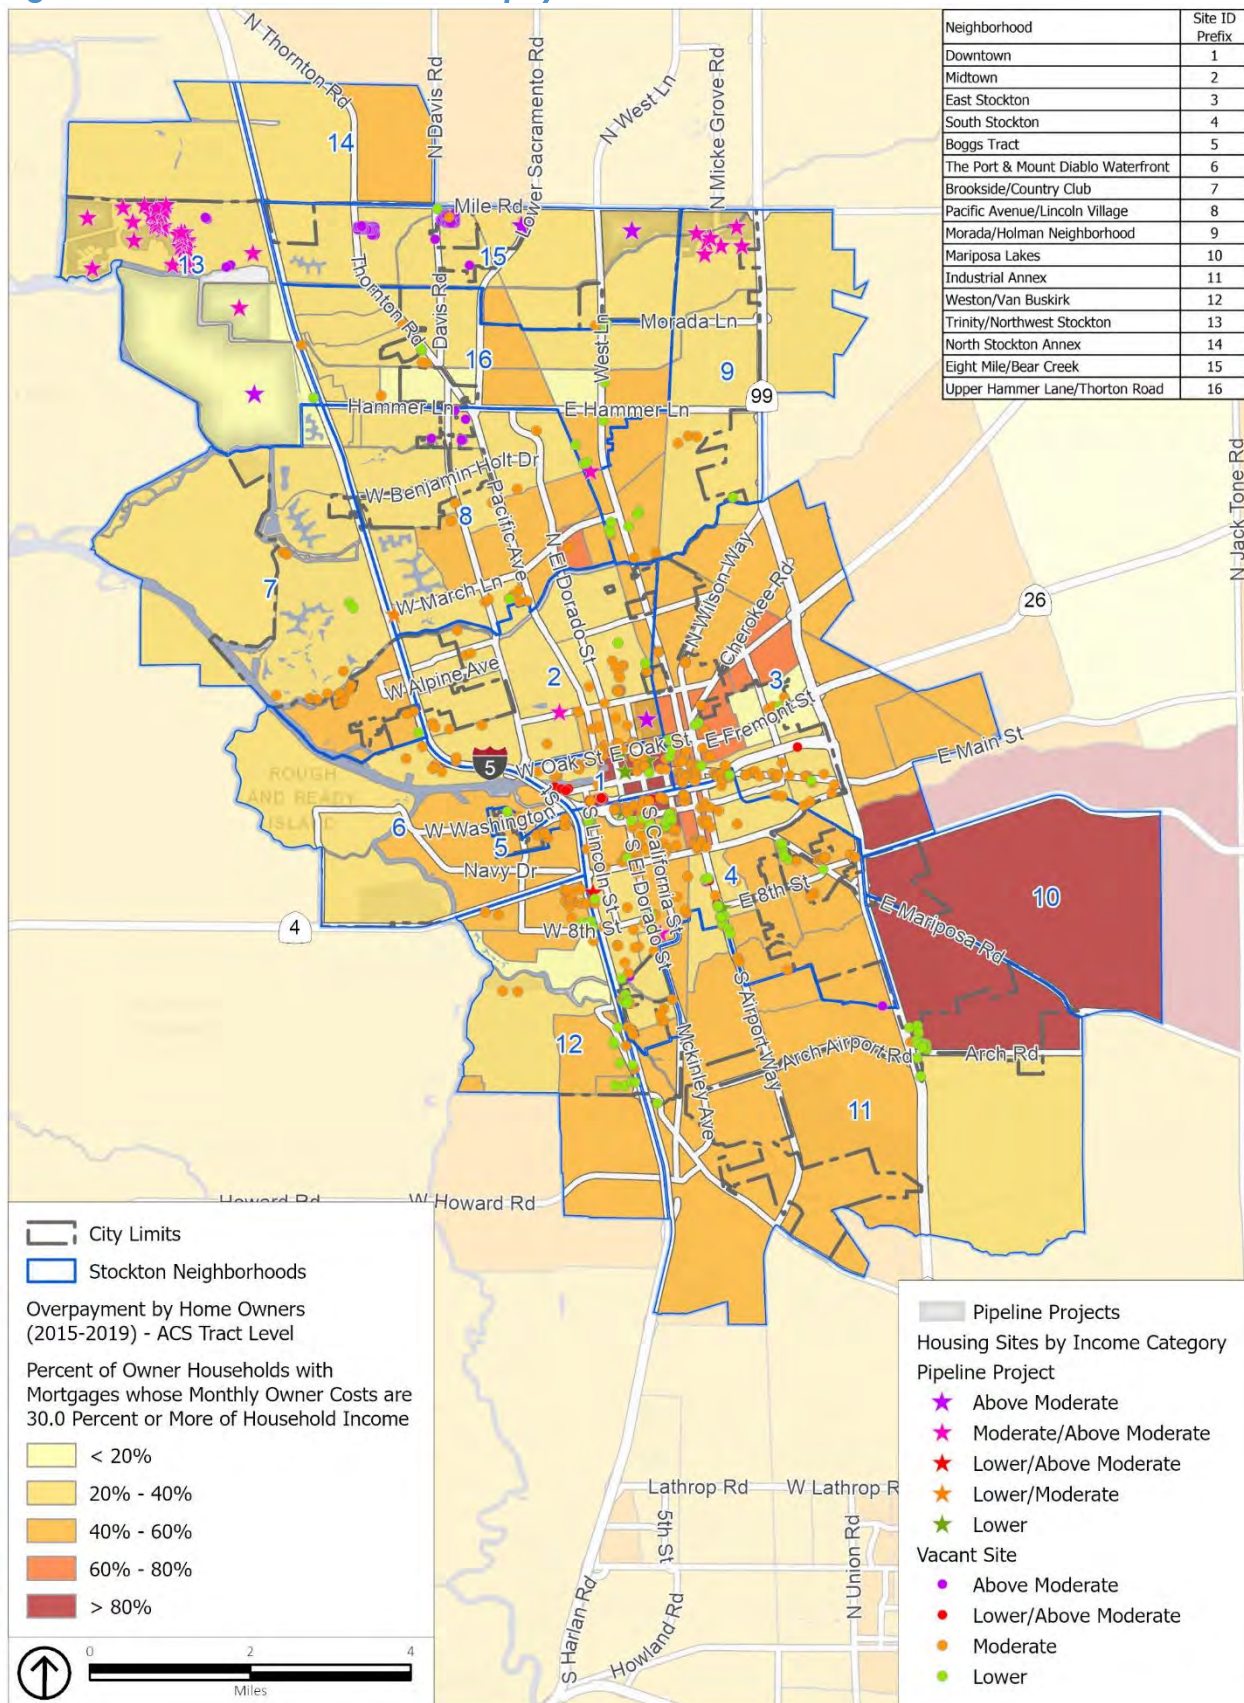 Neighborhood Site ID Prefix
Downtown 1
Midtown 2
East Stockton 3
South Stockton 4
Boggs Tract 5
The Port & Mount Diablo Waterfront 6
Brookside/Country Club 7
Pacific Avenue/Lincoln Village 8
Morada/Holman Neighborhood 9
Mariposa Lakes 10
Industrial Annex 11
Weston/Van Buskirk 12
Trinity/Northwest Stockton 13
North Stockton Annex 14
Eight Mile/Bear Creek 15
Upper Hammer Lane/Thorton Road 16
N Thornton Rd
N Davis Rd
Lower Sacramento Rd
N West Ln
N Micke Grove Rd
14
Mile Rd
13
15
Thornton Rd
Davis Rd
16
West Ln
Morada Ln
9
99
Hammer Ln
E Hammer Ln
N Jack Tone Rd
W Benjamin Holt Dr
8
Pacific Ave
N El Dorado St
N Wilson Way
Cherokee Rd
7
W March Ln
26
2
W Alpine Ave
3
E Fremont St
W Oak St
E Oak St
E Main St
5
1
ROUGH
AND READY
ISLAND
6
W Washington St
5
Navy Dr
S Lincoln St
S El Dorado St
S California St
4
E 8th St
10
E Mariposa Rd
4
W 8th St
S Airport Way
12
Mckinley Ave
Arch Airport Rd
Arch Rd
11
Howard Rd
W Howard Rd
City Limits
Stockton Neighborhoods
Overpayment by Home Owners
(2015-2019) - ACS Tract Level
Percent of Owner Households with
Mortgages whose Monthly Owner Costs are
30.0 Percent or More of Household Income
< 20%
20% - 40%
40% - 60%
60% - 80%
> 80%
0 2 4
Miles
Lathrop Rd
W Lathrop R
5th St
N Union Rd
S Harlan Rd
Howland Rd
Pipeline Projects
Housing Sites by Income Category
Pipeline Project
Above Moderate
Moderate/Above Moderate
Lower/Above Moderate
Lower/Moderate
Lower
Vacant Site
Above Moderate
Lower/Above Moderate
Moderate
Lower